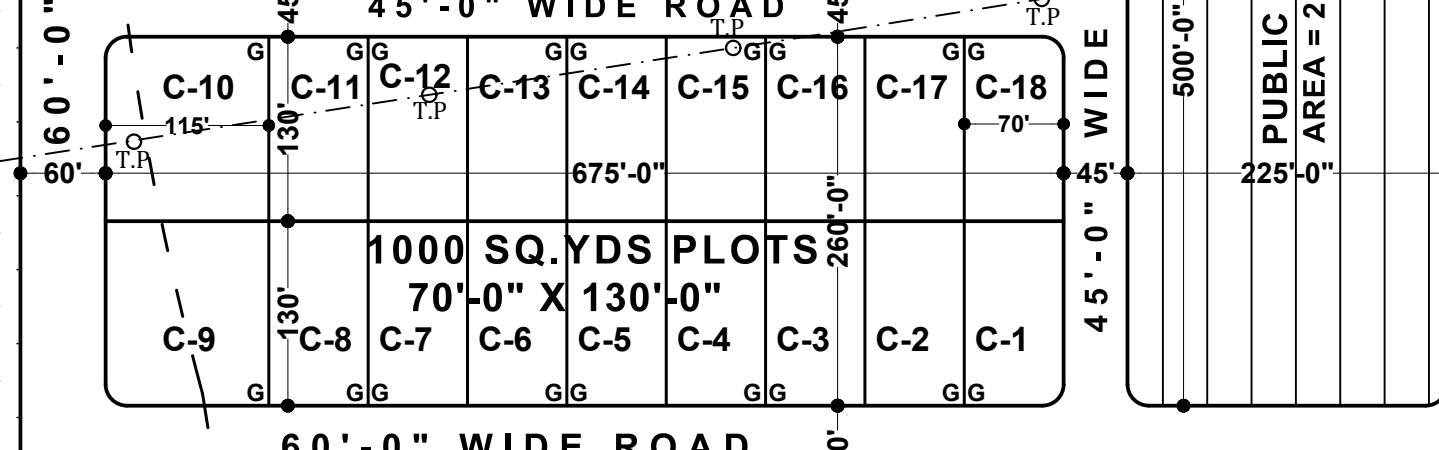 45'-0" WIDE ROAD
45
45
60'-0"
T.P
T.P
G G G G G G G G
C-10 C-11 C-12 C-13 C-14 C-15 C-16 C-17 C-18
T.P
115'
130'
70'
T.P
60'
675'-0"
45'
225'-0"
500'-0"
PUBLIC
AREA = 2
45'-0" WIDE
260'-0"
1000 SQ.YDS PLOTS
70'-0" X 130'-0"
130'
C-9 C-8 C-7 C-6 C-5 C-4 C-3 C-2 C-1
G G G G G G G G G
60'-0" WIDE ROAD
0'